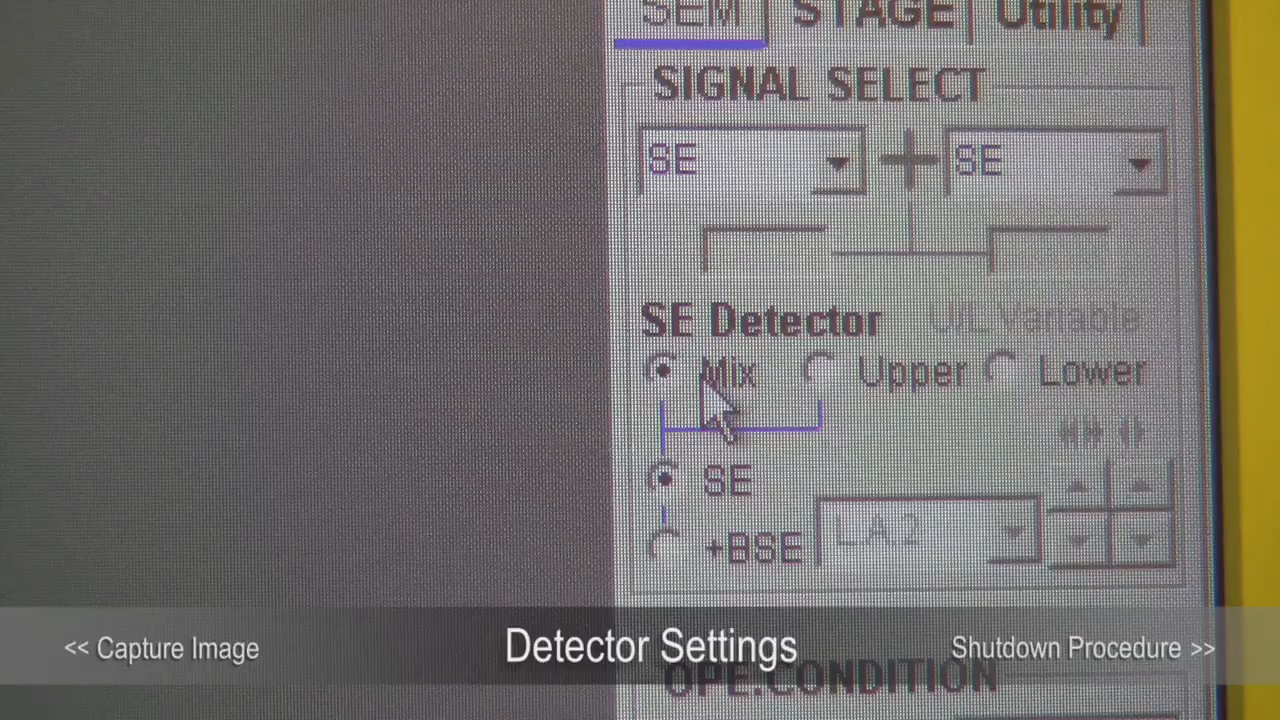 SEM STAGE Utility
SIGNAL SELECT
SE + SE
SE Detector U/L Variable
Mix Upper Lower
SE
+BSE L.A.2
<< Capture Image Detector Settings Shutdown Procedure >>
OPE.CONDITION